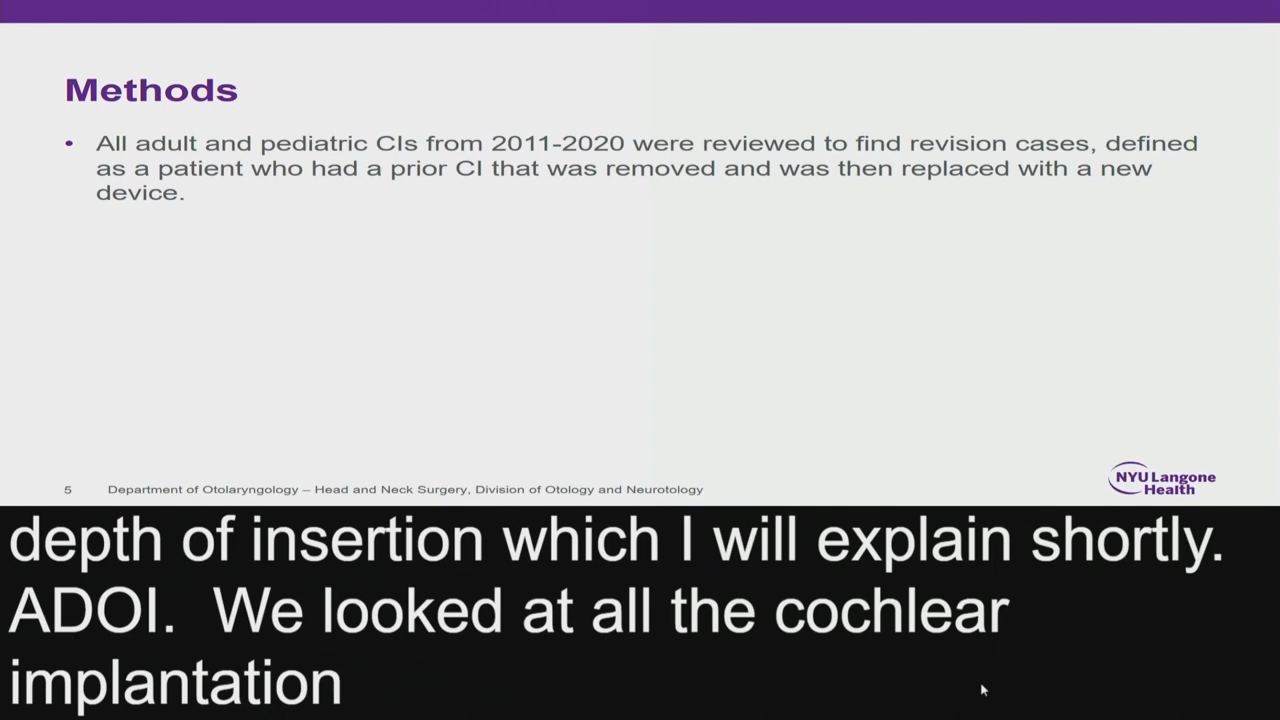 Methods
• All adult and pediatric CIs from 2011-2020 were reviewed to find revision cases, defined
as a patient who had a prior CI that was removed and was then replaced with a new
device.
5 Department of Otolaryngology – Head and Neck Surgery, Division of Otology and Neurotology
NYU Langone
Health
depth of insertion which I will explain shortly.
ADOI.  We looked at all the cochlear
implantation